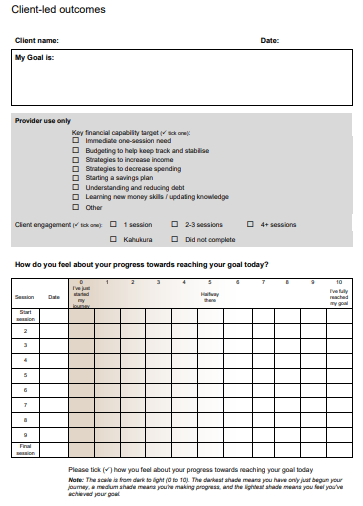 Client-led outcomes
Client name: Date:
My Goal is:
Provider use only
Key financial capability target (✓ tick one):
☐ Immediate one-session need
☐ Budgeting to help keep track and stabilise
☐ Strategies to increase income
☐ Strategies to decrease spending
☐ Starting a savings plan
☐ Understanding and reducing debt
☐ Learning new money skills / updating knowledge
☐ Other
Client engagement (✓ tick one): ☐ 1 session ☐ 2-3 sessions ☐ 4+ sessions
☐ Kahukura ☐ Did not complete
How do you feel about your progress towards reaching your goal today?
0 1 2 3 4 5 6 7 8 9 10
Session Date I've just started my journey Halfway there I've fully reached my goal
Start session
2
3
4
5
6
7
8
9
Final session
Please tick (✓) how you feel about your progress towards reaching your goal today
Note: The scale is from dark to light (0 to 10). The darkest shade means you have only just begun your
journey, a medium shade means you're making progress, and the lightest shade means you feel you've
achieved your goal.